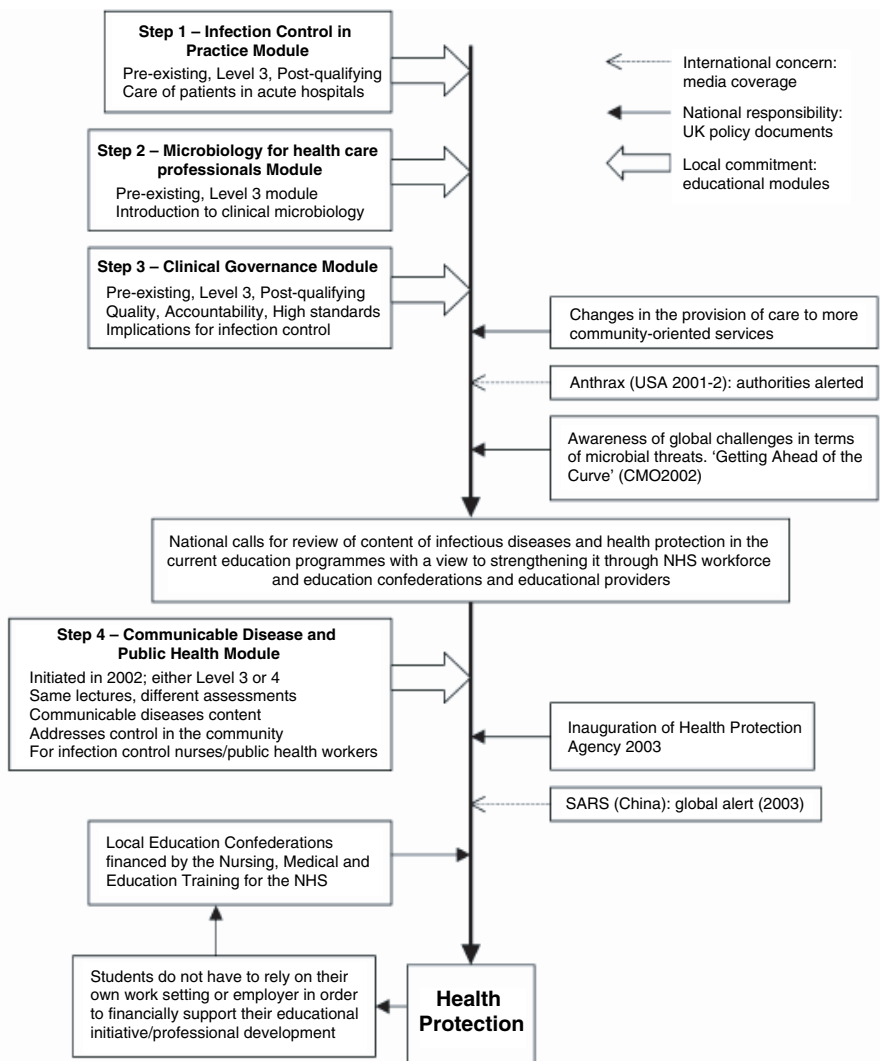 Step 1 – Infection Control in
Practice Module
Pre-existing, Level 3, Post-qualifying
Care of patients in acute hospitals
International concern:
media coverage
National responsibility:
UK policy documents
Local commitment:
educational modules
Step 2 – Microbiology for health care
professionals Module
Pre-existing, Level 3 module
Introduction to clinical microbiology
Step 3 – Clinical Governance Module
Pre-existing, Level 3, Post-qualifying
Quality, Accountability, High standards
Implications for infection control
Changes in the provision of care to more
community-oriented services
Anthrax (USA 2001-2): authorities alerted
Awareness of global challenges in terms
of microbial threats. ‘Getting Ahead of the
Curve’ (CMO2002)
National calls for review of content of infectious diseases and health protection in the
current education programmes with a view to strengthening it through NHS workforce
and education confederations and educational providers
Step 4 – Communicable Disease and
Public Health Module
Initiated in 2002; either Level 3 or 4
Same lectures, different assessments
Communicable diseases content
Addresses control in the community
For infection control nurses/public health workers
Inauguration of Health Protection
Agency 2003
SARS (China): global alert (2003)
Local Education Confederations
financed by the Nursing, Medical and
Education Training for the NHS
Students do not have to rely on their
own work setting or employer in order
to financially support their educational
initiative/professional development
Health
Protection